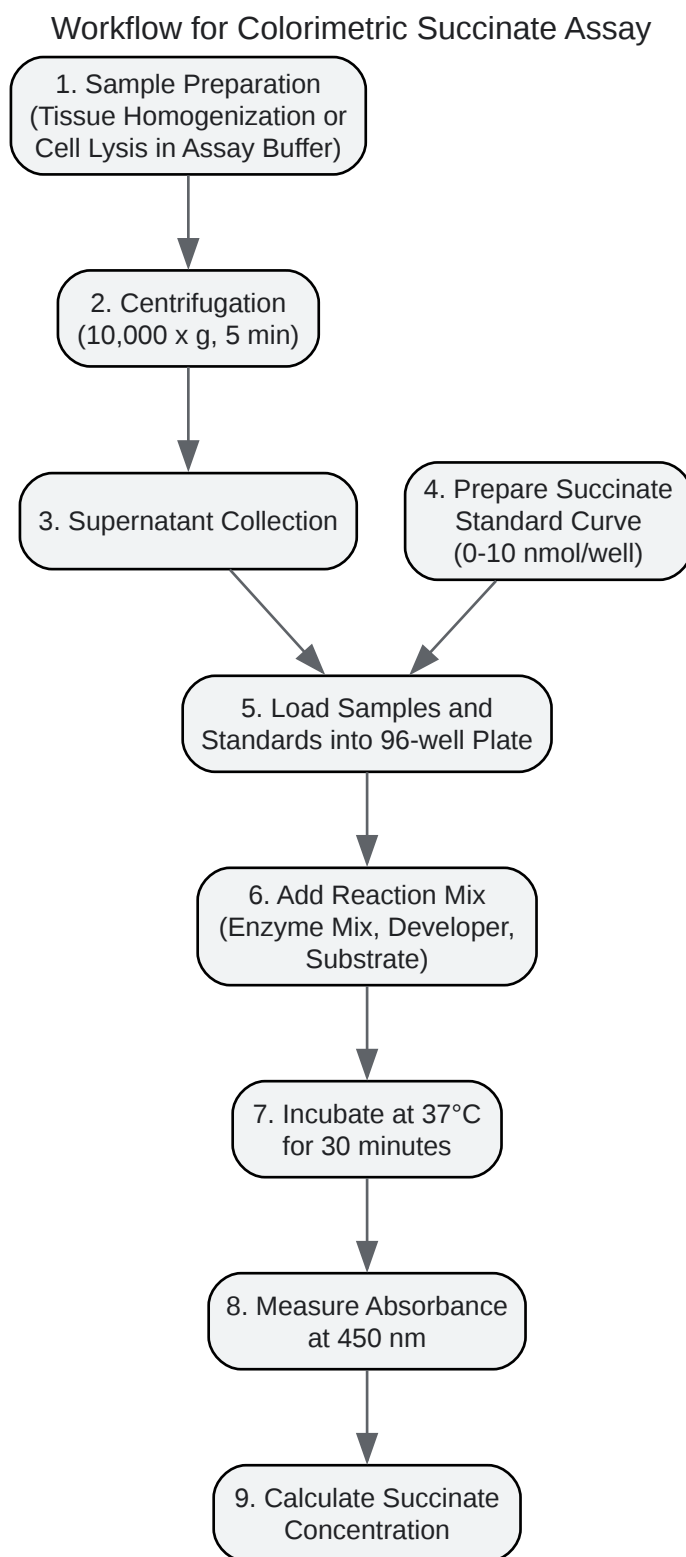 Workflow for Colorimetric Succinate Assay
1. Sample Preparation
(Tissue Homogenization or
Cell Lysis in Assay Buffer)
2. Centrifugation
(10,000 x g, 5 min)
3. Supernatant Collection
4. Prepare Succinate
Standard Curve
(0-10 nmol/well)
5. Load Samples and
Standards into 96-well Plate
6. Add Reaction Mix
(Enzyme Mix, Developer,
Substrate)
7. Incubate at 37°C
for 30 minutes
8. Measure Absorbance
at 450 nm
9. Calculate Succinate
Concentration